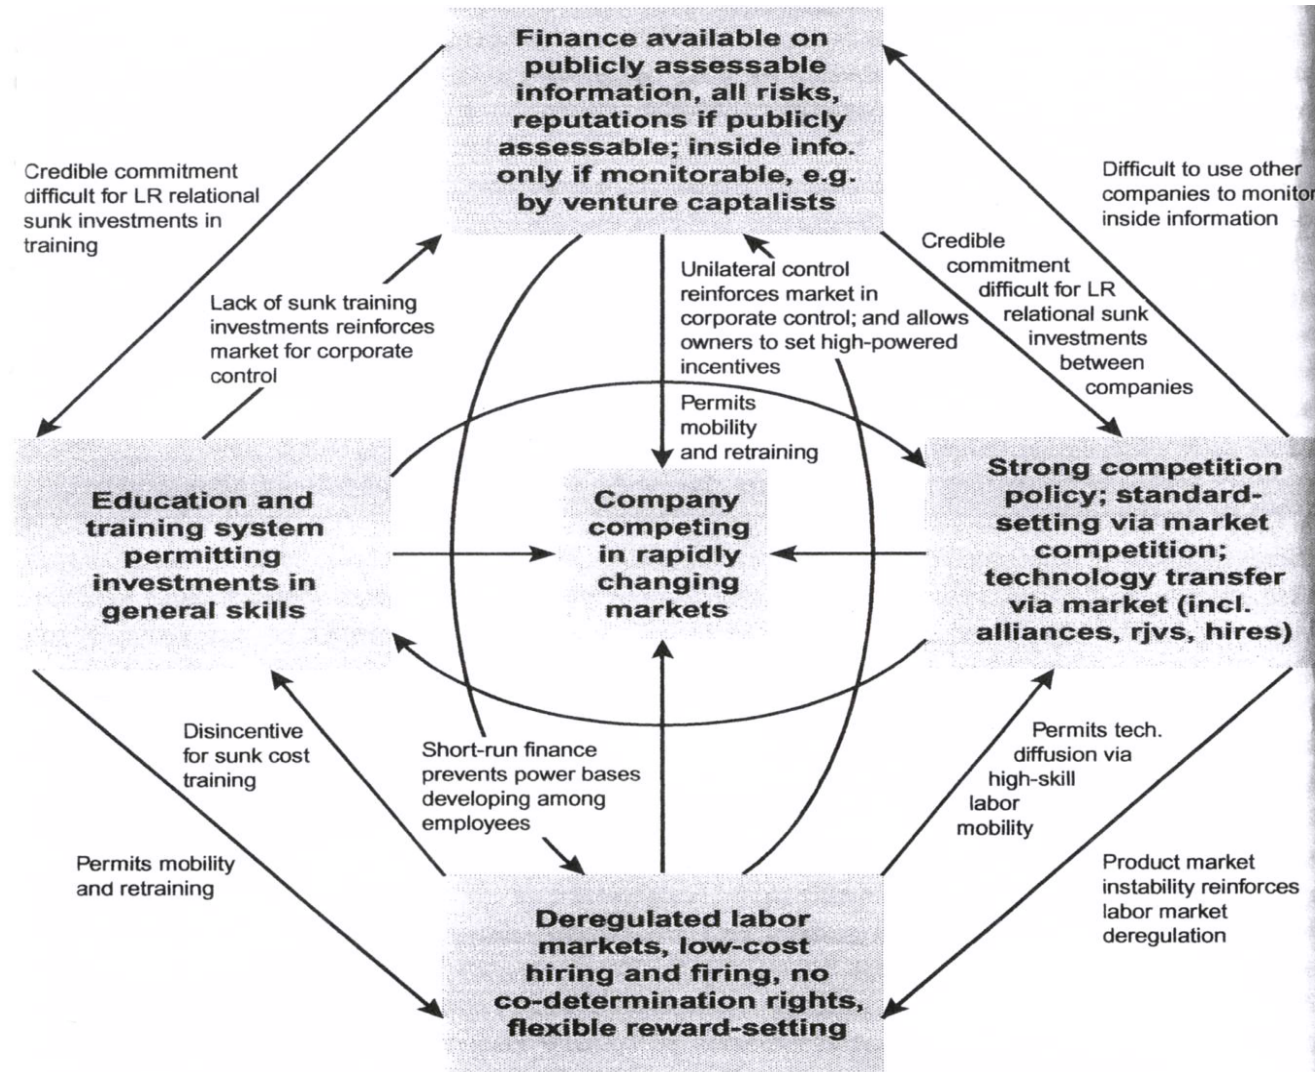 Finance available on
publicly assessable
information, all risks,
reputations if publicly
assessable; inside info.
only if monitorable, e.g.
by venture captalists
Credible commitment
difficult for LR relational
sunk investments in
training
Difficult to use other
companies to monitor
inside information
Lack of sunk training
investments reinforces
market for corporate
control
Unilateral control
reinforces market in
corporate control; and allows
owners to set high-powered
incentives
Credible
commitment
difficult for LR
relational sunk
investments
between
companies
Permits
mobility
and retraining
Education and
training system
permitting
investments in
general skills
Company
competing
in rapidly
changing
markets
Strong competition
policy; standard-
setting via market
competition;
technology transfer
via market (incl.
alliances, rjvs, hires)
Disincentive
for sunk cost
training
Short-run finance
prevents power bases
developing among
employees
Permits tech.
diffusion via
high-skill
labor
mobility
Permits mobility
and retraining
Product market
instability reinforces
labor market
deregulation
Deregulated labor
markets, low-cost
hiring and firing, no
co-determination rights,
flexible reward-setting